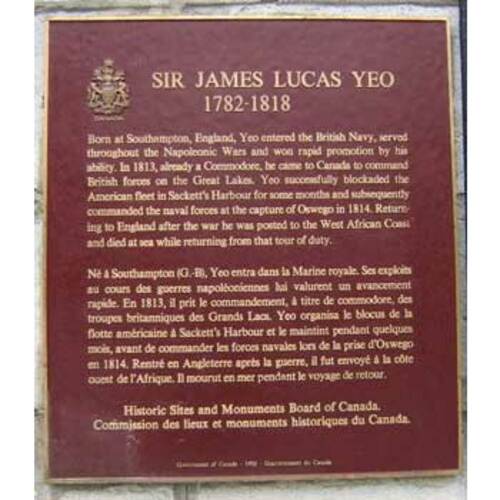 SIR JAMES LUCAS YEO
1782-1818
Born at Southampton, England, Yeo entered the British Navy, served
throughout the Napoleonic Wars and won rapid promotion by his
ability. In 1813, already a Commodore, he came to Canada to command
British forces on the Great Lakes. Yeo successfully blockaded the
American fleet in Sackett's Harbour for some months and subsequently
commanded the naval forces at the capture of Oswego in 1814. Return-
ing to England after the war he was posted to the West African Coast
and died at sea while returning from that tour of duty.
Né à Southampton (G.-B), Yeo entra dans la Marine royale. Ses exploits
au cours des guerres napoléoniennes lui valurent un avancement
rapide. En 1813, il prit le commandement, à titre de commodore, des
troupes britanniques des Grands Lacs. Yeo organisa le blocus de la
flotte américaine à Sackett's Harbour et le maintint pendant quelques
mois, avant de commander les forces navales lors de la prise d'Oswego
en 1814. Rentré en Angleterre après la guerre, il fut envoyé à la côte
ouest de l'Afrique. Il mourut en mer pendant le voyage de retour.
Historic Sites and Monuments Board of Canada.
Commission des lieux et monuments historiques du Canada.
Government of Canada - Gouvernement du Canada